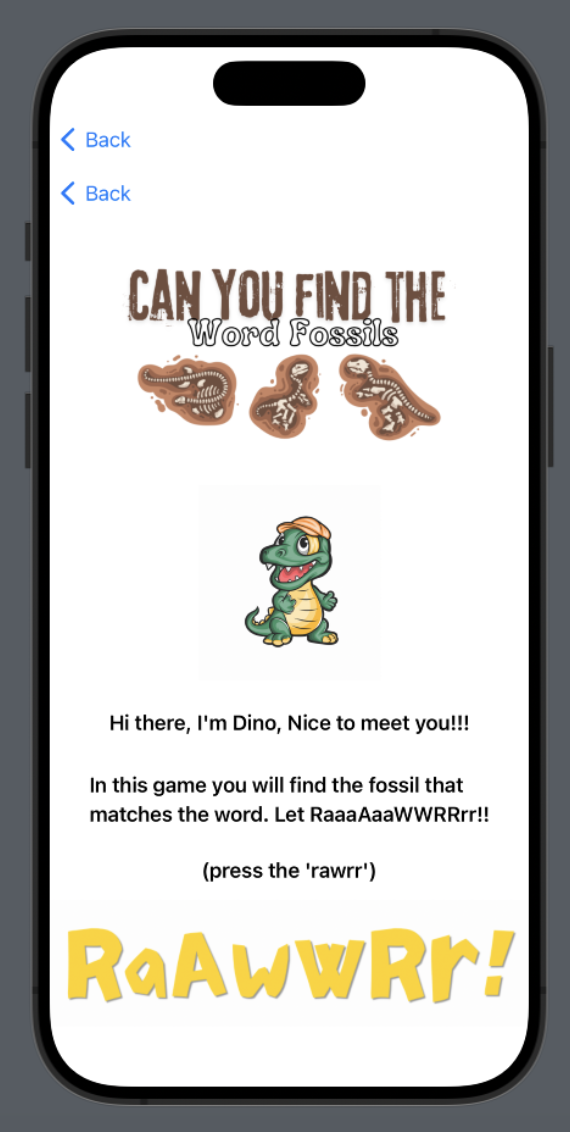 Back
Back
CAN YOU FIND THE
Word Fossils
Hi there, I'm Dino, Nice to meet you!!!
In this game you will find the fossil that
matches the word. Let RaaaAaaWWRRrr!!
(press the 'rawrr')
RaAwwRr!